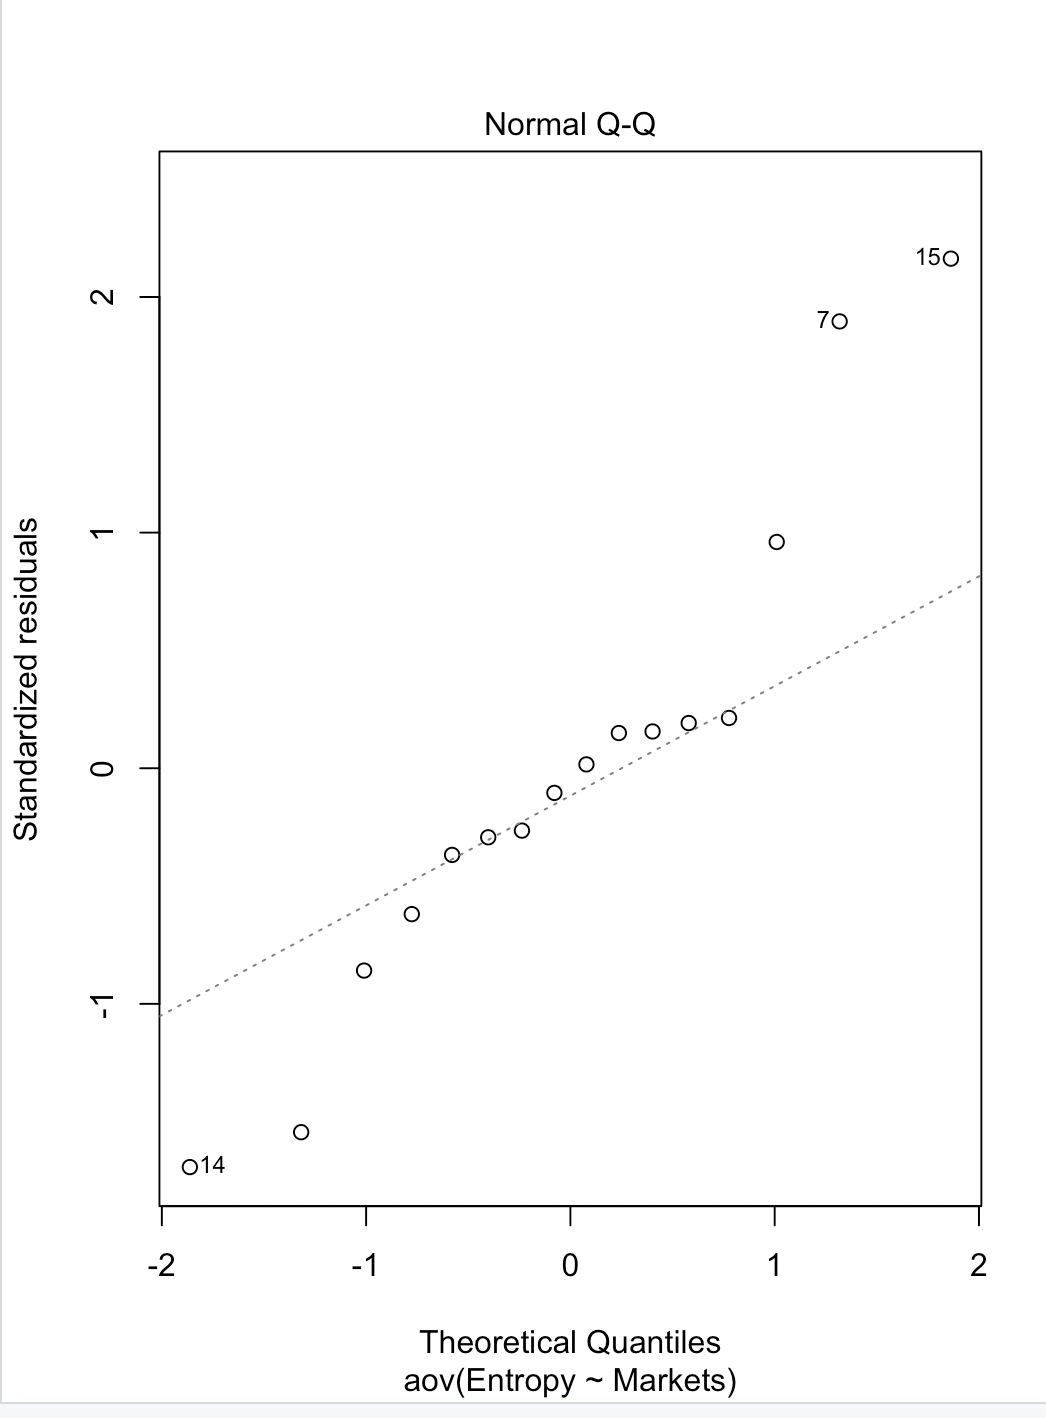 Normal Q-Q
Standardized residuals
2
1
0
-1
15
7
14
-2 -1 0 1 2
Theoretical Quantiles
aov(Entropy ~ Markets)